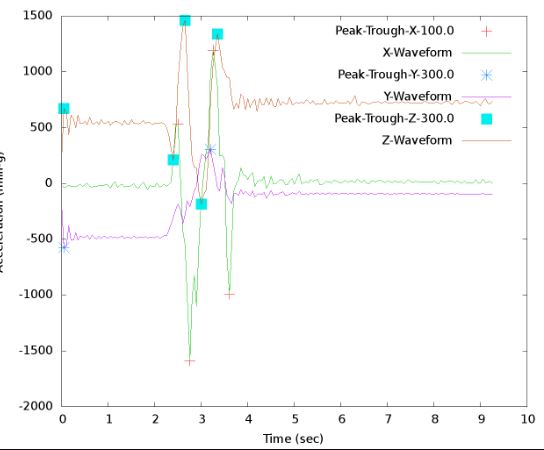 1500
1000
500
0
-500
-1000
-1500
-2000
Peak-Trough-X-100.0
X-Waveform
Peak-Trough-Y-300.0
Y-Waveform
Peak-Trough-Z-300.0
Z-Waveform
0 1 2 3 4 5 6 7 8 9 10
Time (sec)